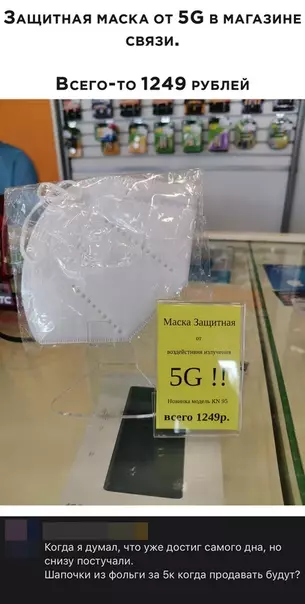 Защитная маска от 5G в магазине
связи.
Всего-то 1249 рублей
тс
Маска Защитная
от
воздействия излучения
5G !!
Новинка модель KN 95
всего 1249р.
Когда я думал, что уже достиг самого дна, но
снизу постучали.
Шапочки из фольги за 5к когда продавать будут?